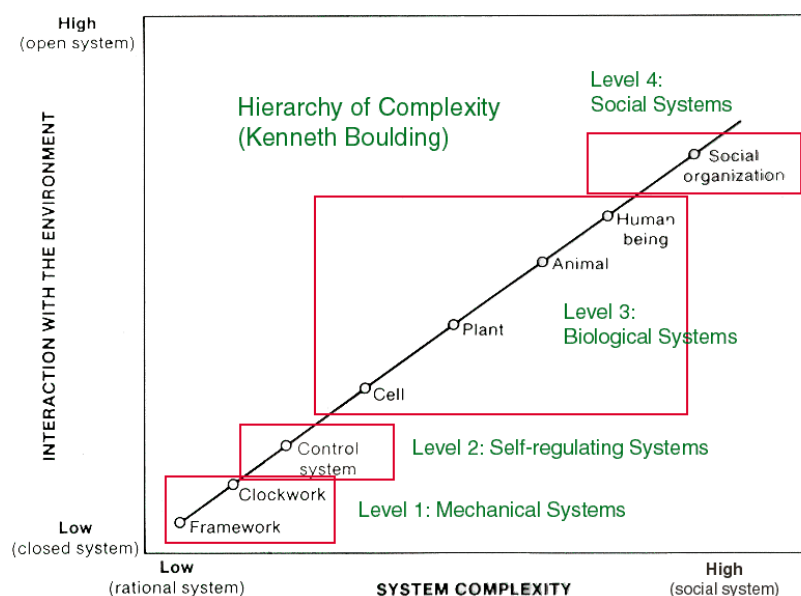 High
(open system)
Hierarchy of Complexity
(Kenneth Boulding)
Level 4:
Social Systems
Social
organization
Human
being
Animal
Level 3:
Biological Systems
Plant
Cell
Control
system
Level 2: Self-regulating Systems
Clockwork
Level 1: Mechanical Systems
Framework
INTERACTION WITH THE ENVIRONMENT
Low
(closed system)
Low
(rational system)
SYSTEM COMPLEXITY
High
(social system)